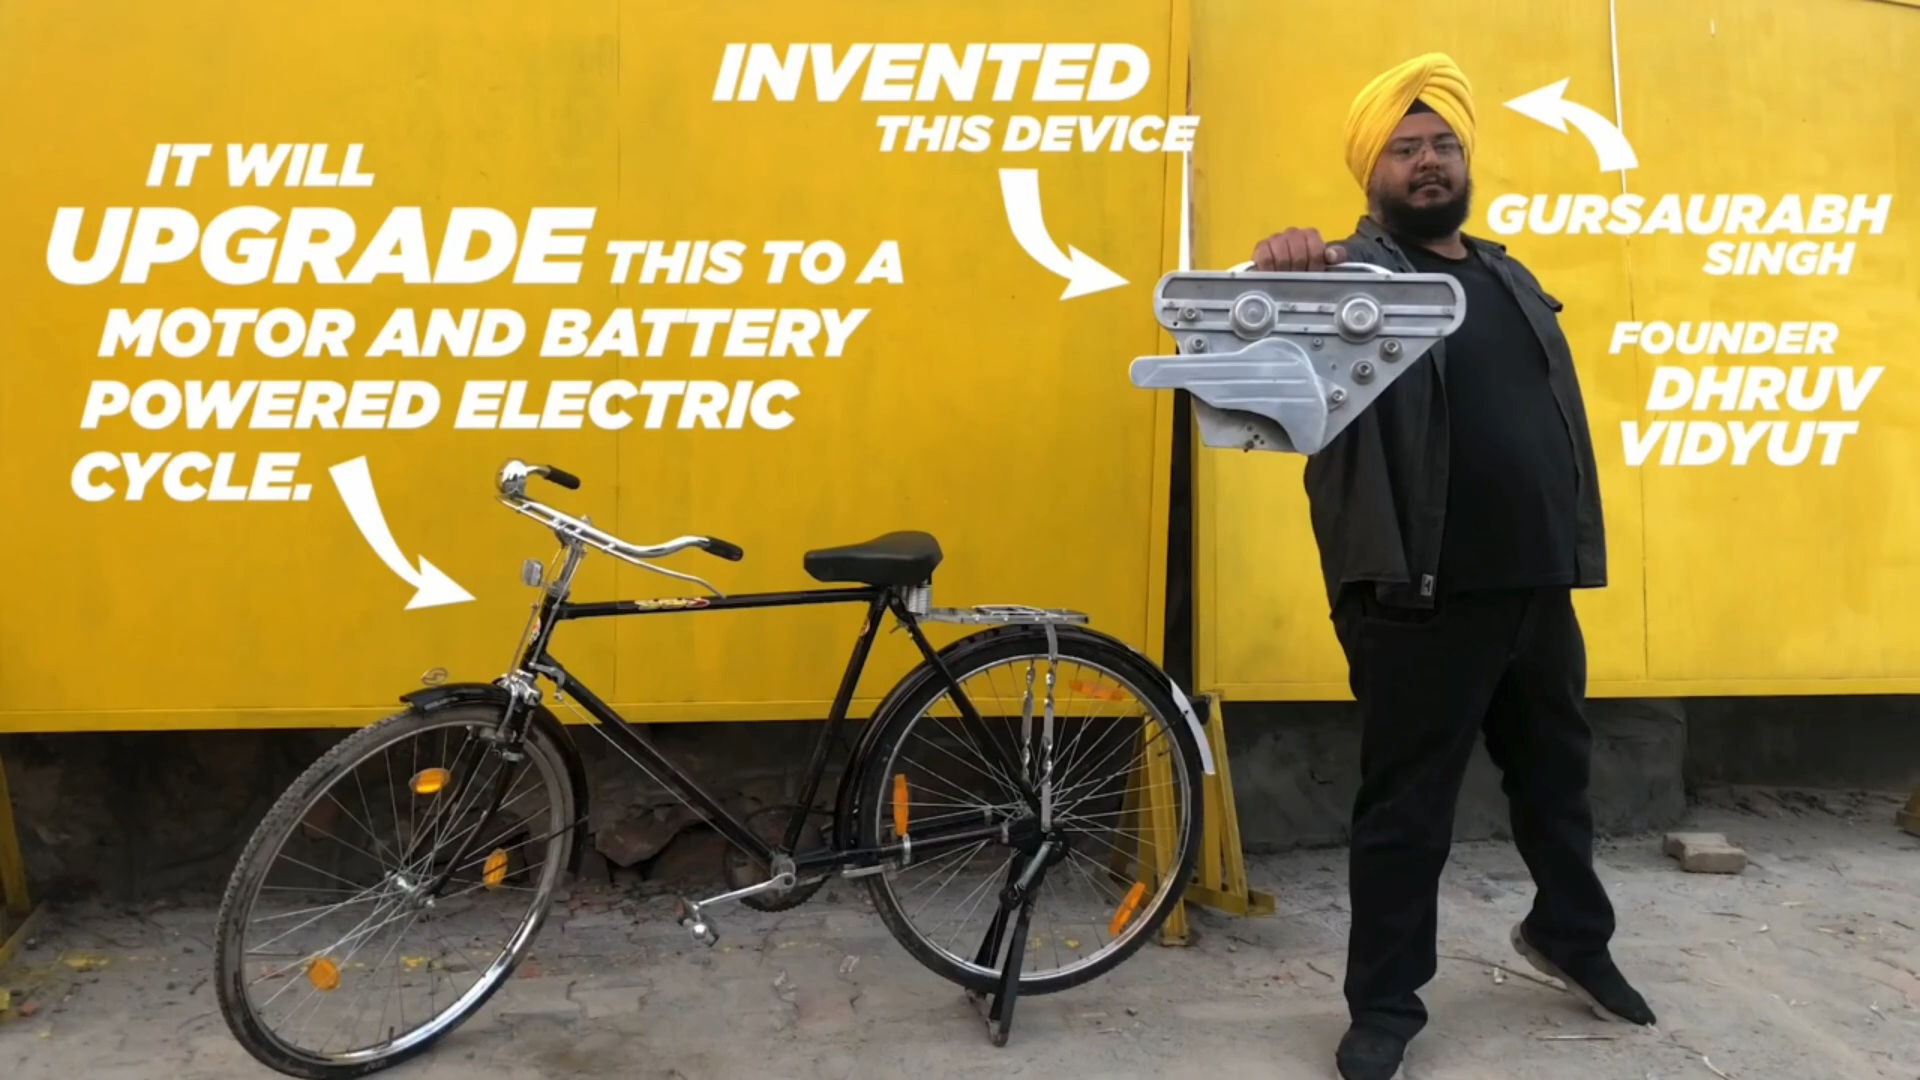 INVENTED
THIS DEVICE
IT WILL
UPGRADE THIS TO A
MOTOR AND BATTERY
POWERED ELECTRIC
CYCLE.
GURSAURABH
SINGH
FOUNDER
DHRUV
VIDYUT